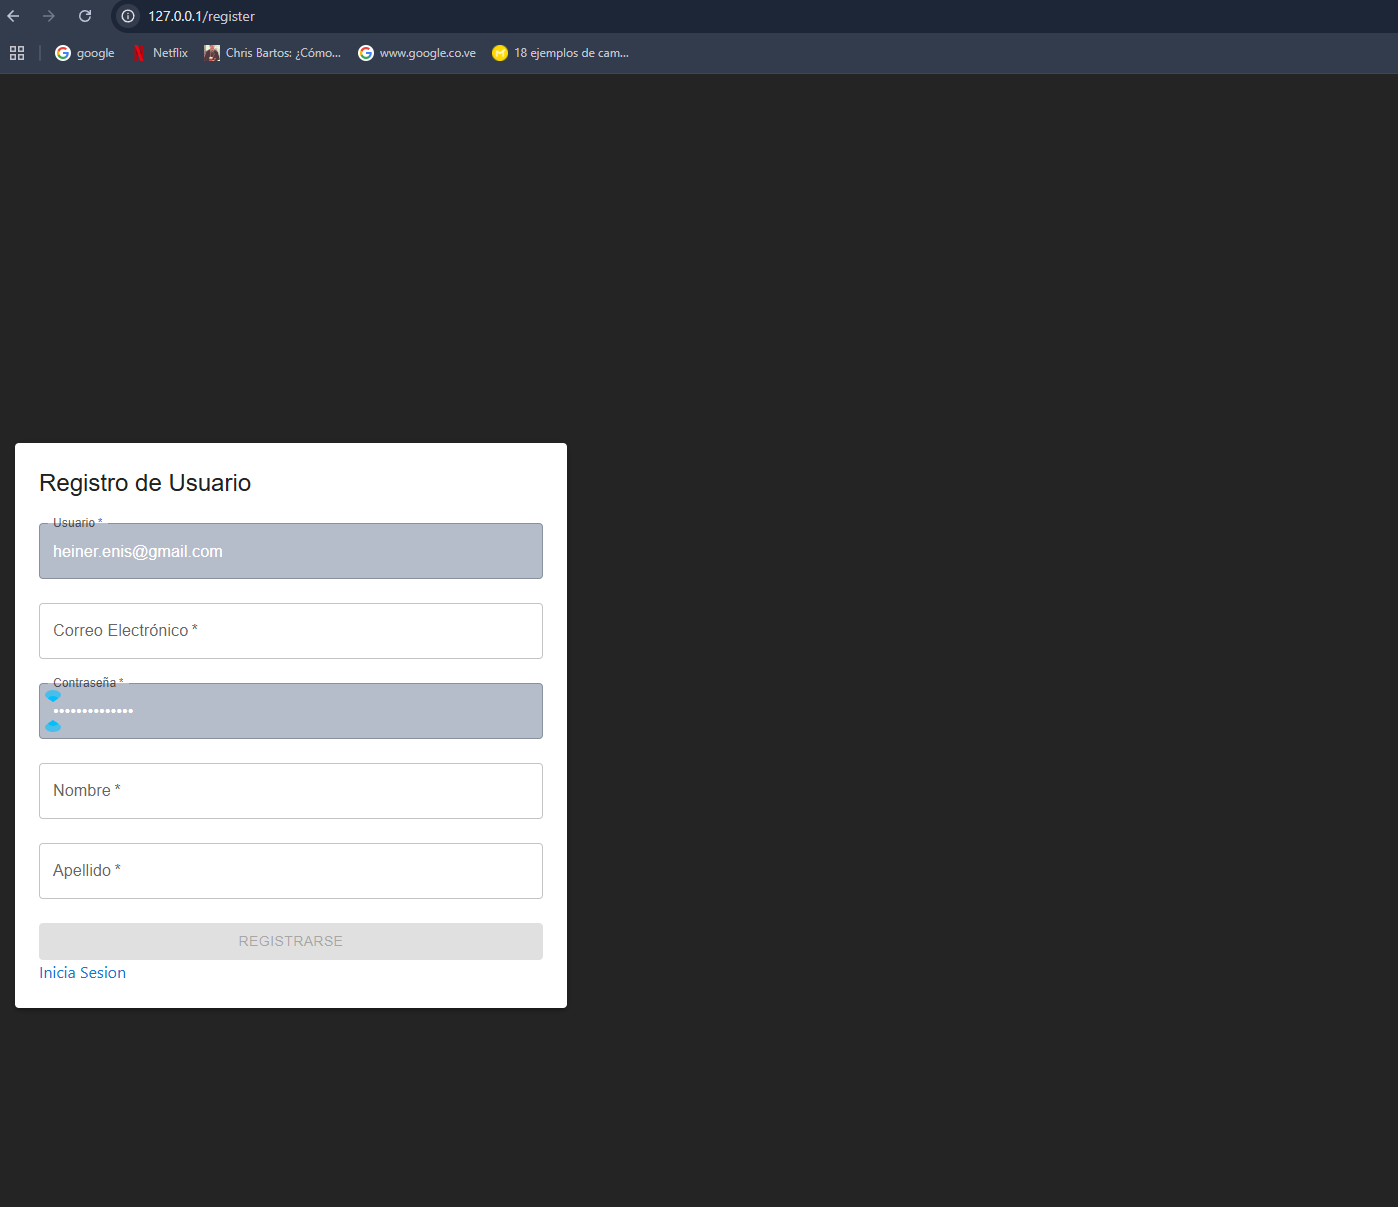 127.0.0.1/register
google
Netflix
Chris Bartos: ¿Cómo...
www.google.co.ve
18 ejemplos de cam...
Registro de Usuario
Usuario *
heiner.enis@gmail.com
Correo Electrónico *
Contraseña *
••••••••••••••
Nombre *
Apellido *
REGISTRARSE
Inicia Sesion